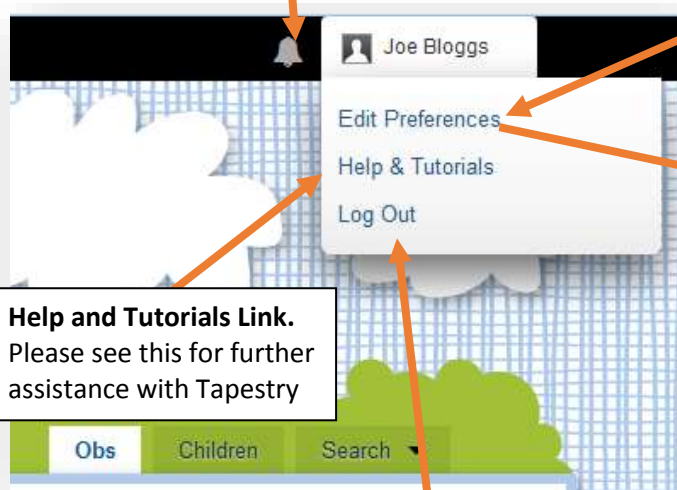 Joe Bloggs
Edit Preferences
Help & Tutorials
Log Out
Help and Tutorials Link.
Please see this for further
assistance with Tapestry
Obs Children Search